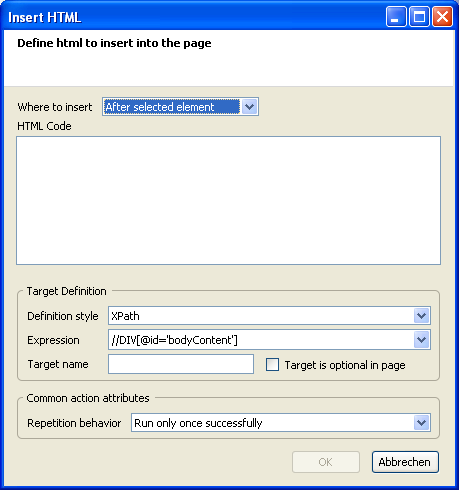 Insert HTML
Define html to insert into the page
Where to insert After selected element
HTML Code
Target Definition
Definition style XPath
Expression //DIV[@id='bodyContent']
Target name Target is optional in page
Common action attributes
Repetition behavior Run only once successfully
OK Abbrechen